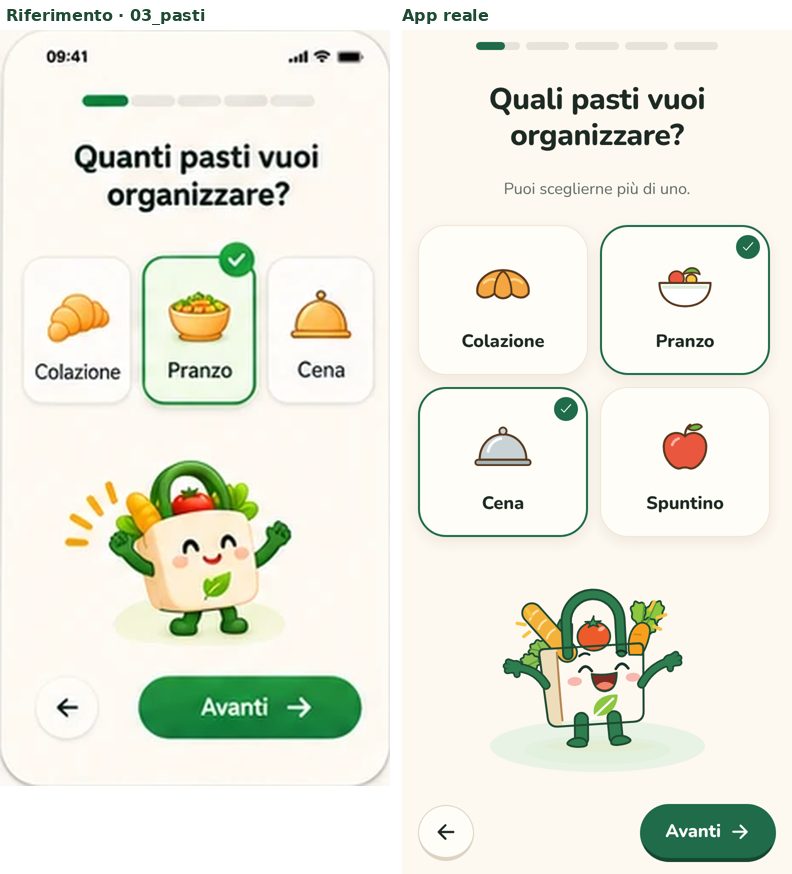 Riferimento · 03_pasti
09:41
Quanti pasti vuoi
organizzare?
Colazione
Pranzo
Cena
Avanti
App reale
Quali pasti vuoi
organizzare?
Puoi sceglierne più di uno.
Colazione
Pranzo
Cena
Spuntino
Avanti